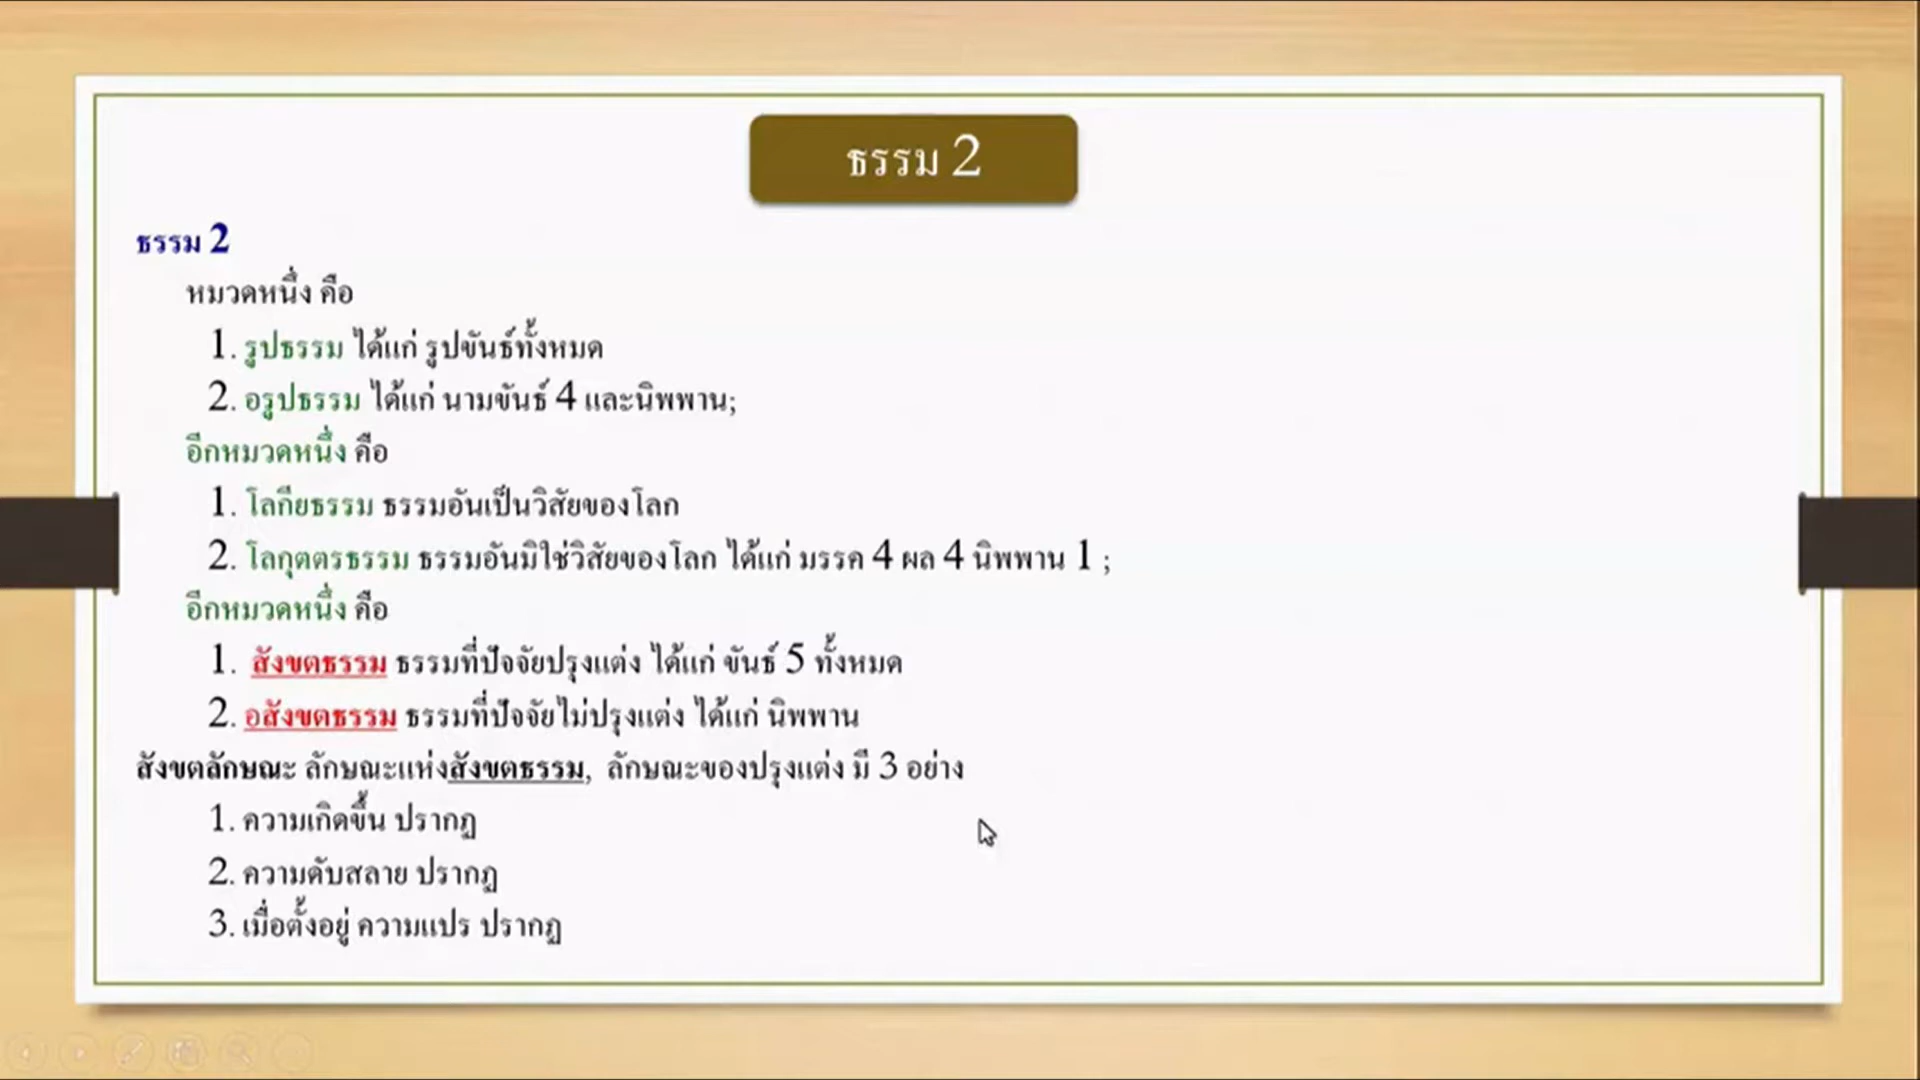 ธรรม 2
ธรรม 2
หมวดหนึ่ง คือ
1. รูปธรรม ได้แก่ รูปขันธ์ทั้งหมด
2. อรูปธรรม ได้แก่ นามขันธ์ 4 และนิพพาน;
อีกหมวดหนึ่ง คือ
1. โลกียธรรม ธรรมอันเป็นวิสัยของโลก
2. โลกุตตรธรรม ธรรมอันมิใช่วิสัยของโลก ได้แก่ มรรค 4 ผล 4 นิพพาน 1 ;
อีกหมวดหนึ่ง คือ
1. สังขตธรรม ธรรมที่ปัจจัยปรุงแต่ง ได้แก่ ขันธ์ 5 ทั้งหมด
2. อสังขตธรรม ธรรมที่ปัจจัยไม่ปรุงแต่ง ได้แก่ นิพพาน
สังขตลักษณะ ลักษณะแห่งสังขตธรรม, ลักษณะของปรุงแต่ง มี 3 อย่าง
1. ความเกิดขึ้น ปรากฏ
2. ความดับสลาย ปรากฏ
3. เมื่อตั้งอยู่ ความแปร ปรากฏ